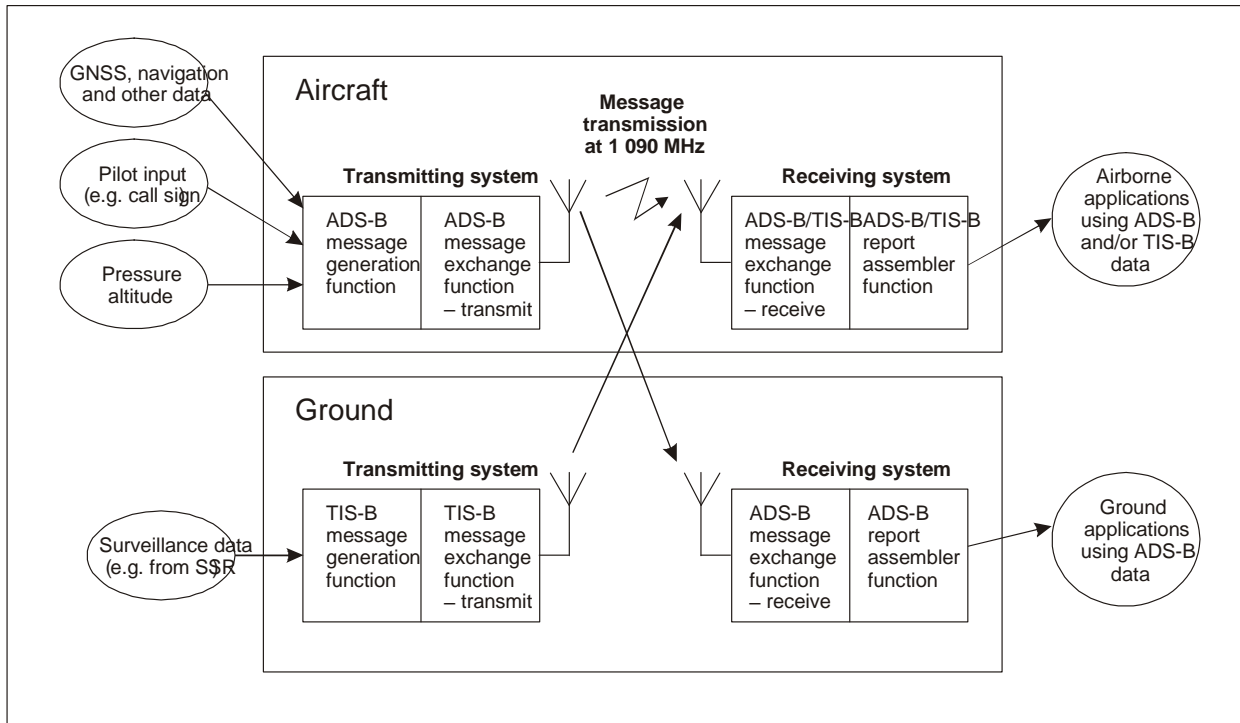 GNSS, navigation
and other data
Pilot input
(e.g. call sign)
Pressure
altitude
Aircraft
Message
transmission
at 1 090 MHz
Transmitting system
ADS-B
message
generation
function
ADS-B
message
exchange
function
– transmit
Receiving system
ADS-B/TIS-B
message
exchange
function
– receive
ADS-B/TIS-B
report
assembler
function
Airborne
applications
using ADS-B
and/or TIS-B
data
Ground
Surveillance data
(e.g. from SSR)
Transmitting system
TIS-B
message
generation
function
TIS-B
message
exchange
function
– transmit
Receiving system
ADS-B
message
exchange
function
– receive
ADS-B
report
assembler
function
Ground
applications
using ADS-B
data